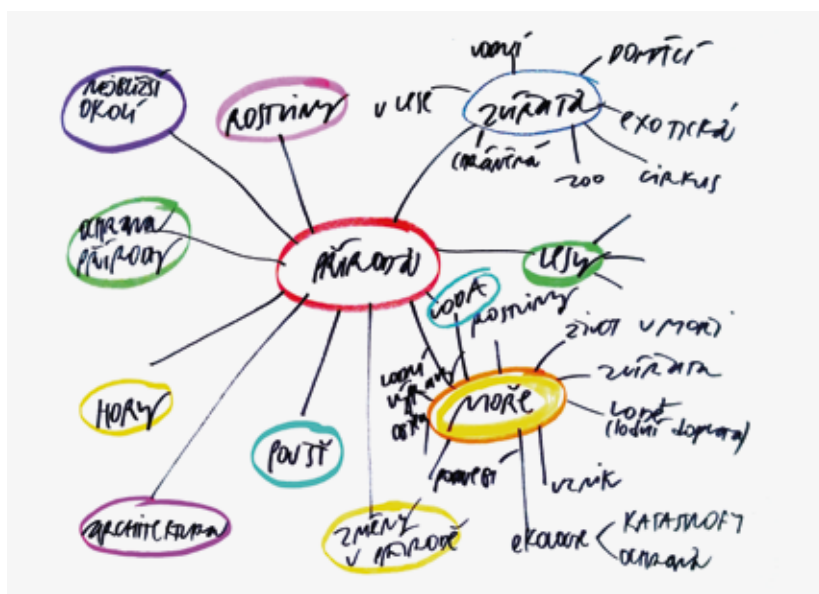 vodní
DOMÁCÍ
NEJBLIŽŠÍ
OKOLÍ
ROSTLINY
V LESE
ZVÍŘATA
EXOTICKÁ
CHRÁNĚNÁ
ZOO
CIRKUS
OCHRANA
PŘÍRODY
PŘÍRODA
LESY
VODA
ROSTLINY
ŽIVOT V MOŘI
vodní
ZVÍŘATA
HORY
MOŘE
LODĚ
(lodní doprava)
POUŠŤ
VZNIK
ARCHITEKTURA
ZMĚNY
V PŘÍRODĚ
EKOLOGIE
KATASTROFY
OCHRANA